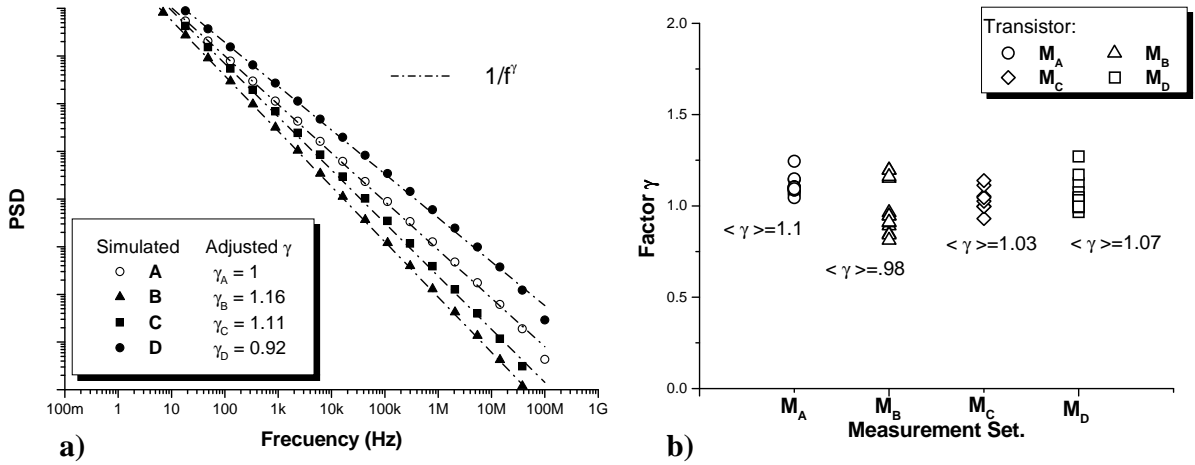 PSD
1/f^γ
Simulated Adjusted γ
A γ_A = 1
B γ_B = 1.16
C γ_C = 1.11
D γ_D = 0.92
100m 1 10 100 1k 10k 100K 1M 10M 100M 1G
Frecuency (Hz)
a)
Factor γ
2.0
1.5
1.0
0.5
0.0
Transistor:
M_A M_B
M_C M_D
< γ >=1.1
< γ >=.98
< γ >=1.03
< γ >=1.07
M_A M_B M_C M_D
Measurement Set.
b)